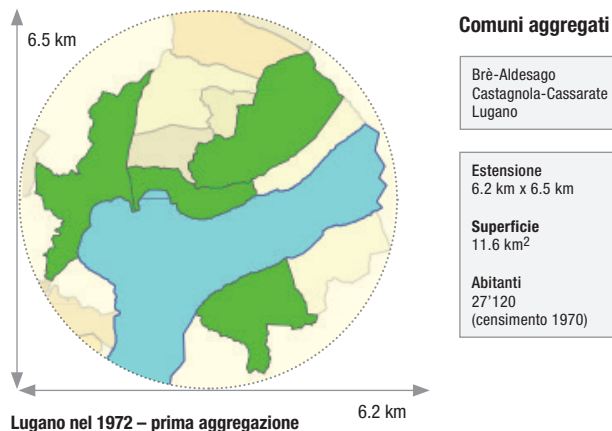 6.5 km
6.2 km
Lugano nel 1972 – prima aggregazione
Comuni aggregati
Brè-Aldesago
Castagnola-Cassarate
Lugano
Estensione
6.2 km x 6.5 km
Superficie
11.6 km²
Abitanti
27'120
(censimento 1970)